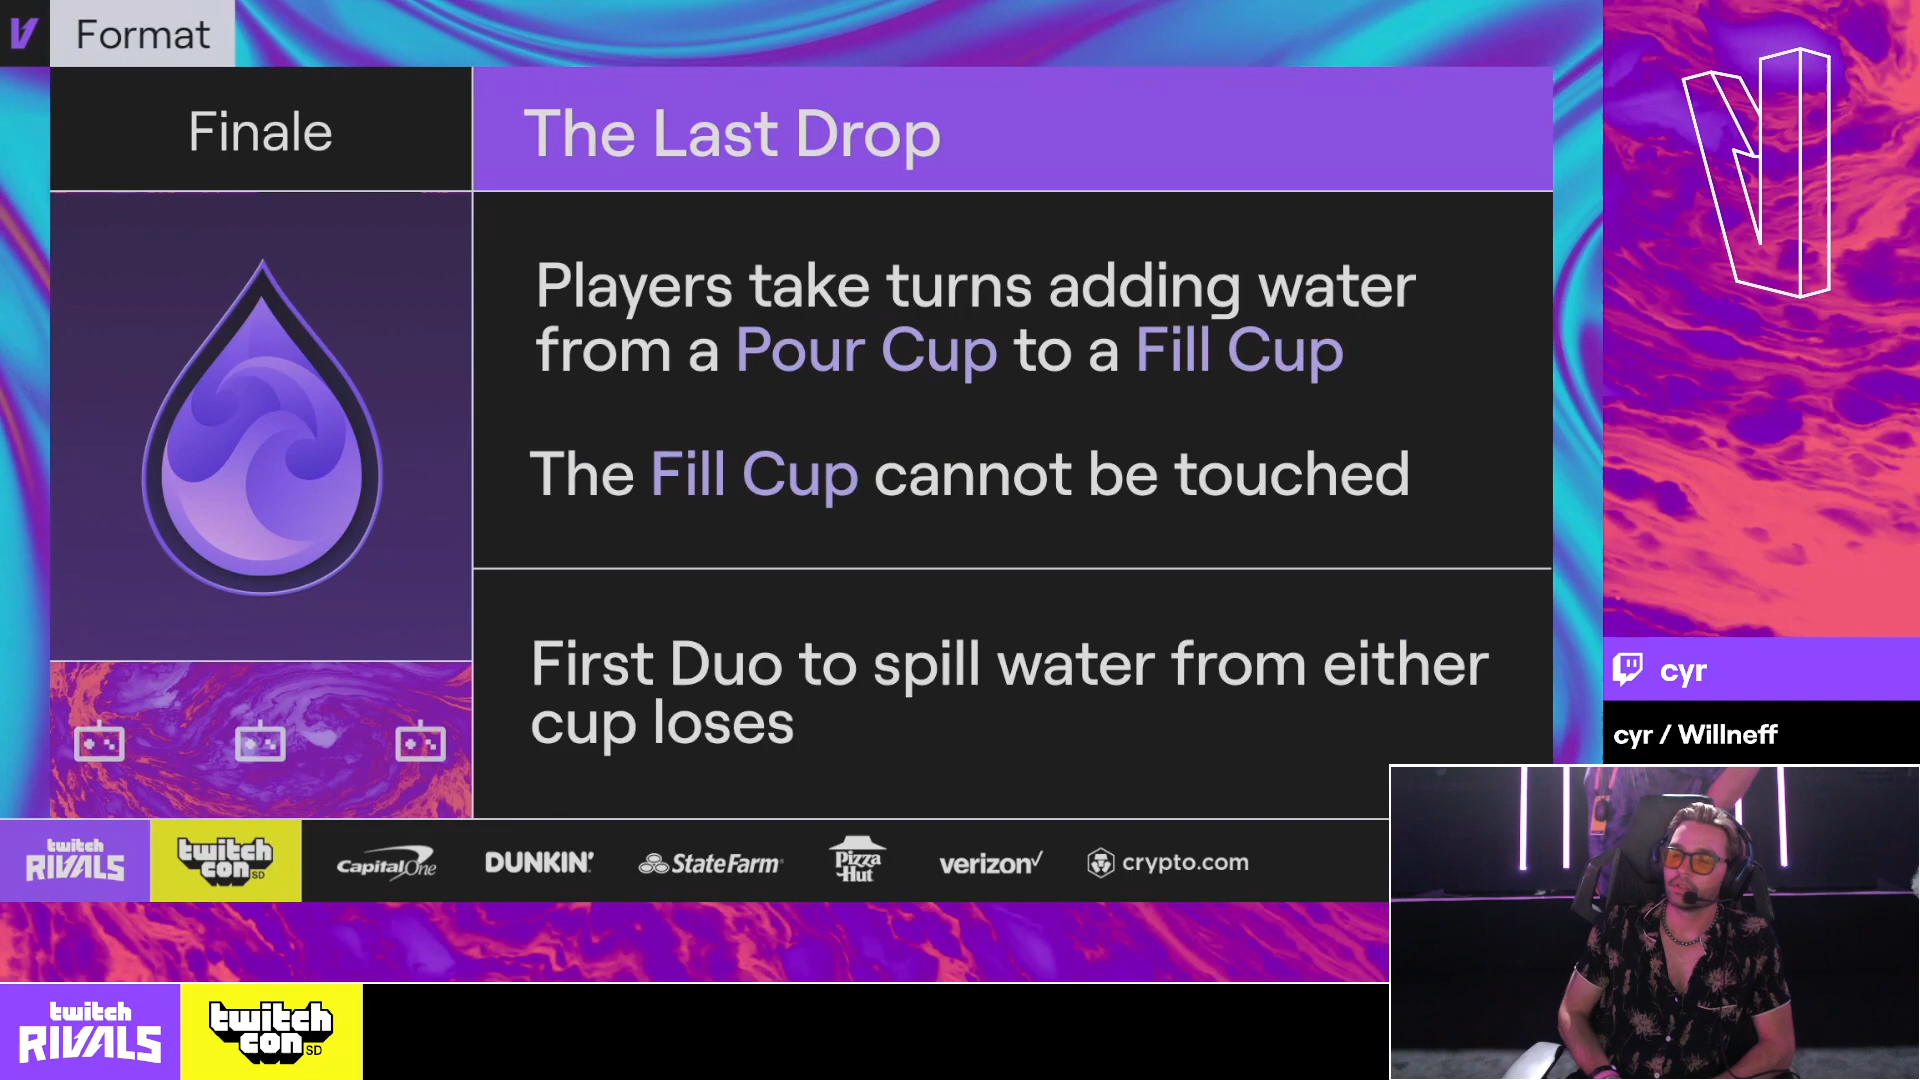 Format
Finale
The Last Drop
Players take turns adding water
from a Pour Cup to a Fill Cup
The Fill Cup cannot be touched
First Duo to spill water from either
cup loses
cyr
cyr / Willneff
twitch
RIVALS
twitch
con SD
Capital One
DUNKIN'
State Farm
Pizza
Hut
verizon
crypto.com
twitch
RIVALS
twitch
con SD